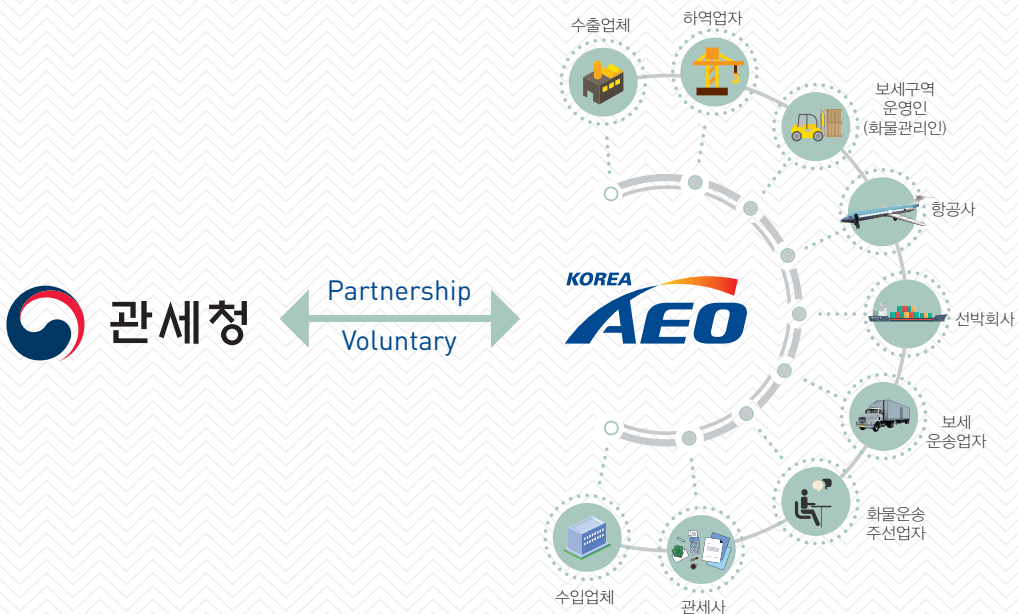 관세청
Partnership
Voluntary
KOREA
AEO
수출업체
하역업자
보세구역
운영인
(화물관리인)
항공사
선박회사
보세
운송업자
화물운송
주선업자
관세사
수입업체